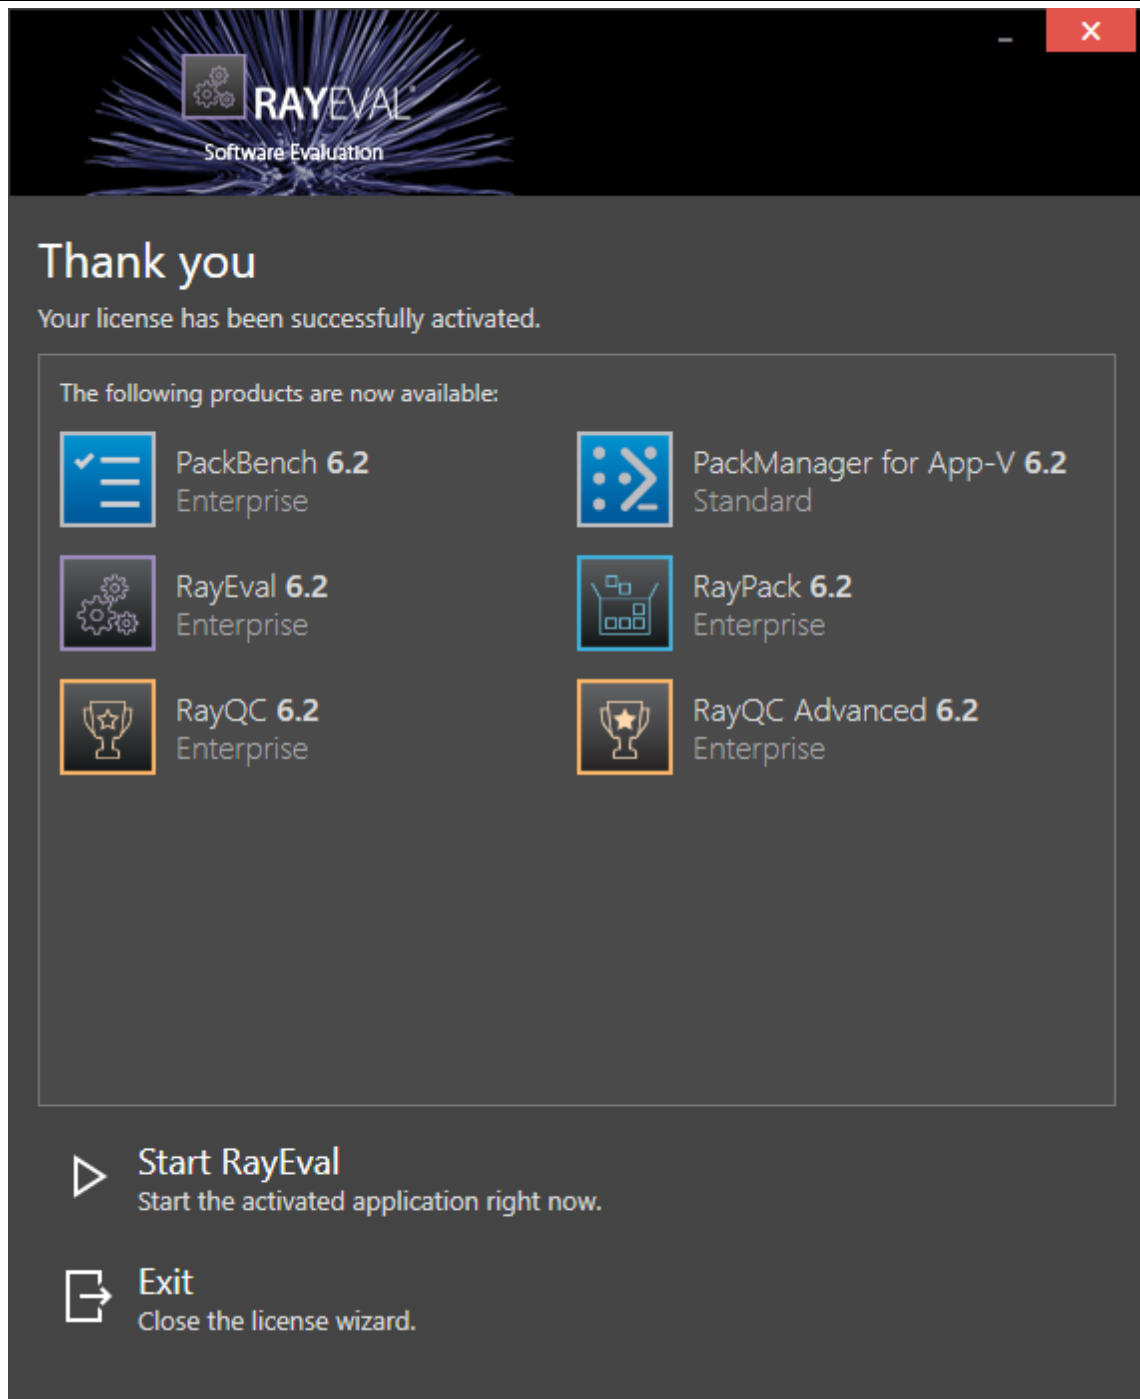 RAYEVAL
Software Evaluation
Thank you
Your license has been successfully activated.
The following products are now available:
PackBench 6.2
Enterprise
PackManager for App-V 6.2
Standard
RayEval 6.2
Enterprise
RayPack 6.2
Enterprise
RayQC 6.2
Enterprise
RayQC Advanced 6.2
Enterprise
Start RayEval
Start the activated application right now.
Exit
Close the license wizard.